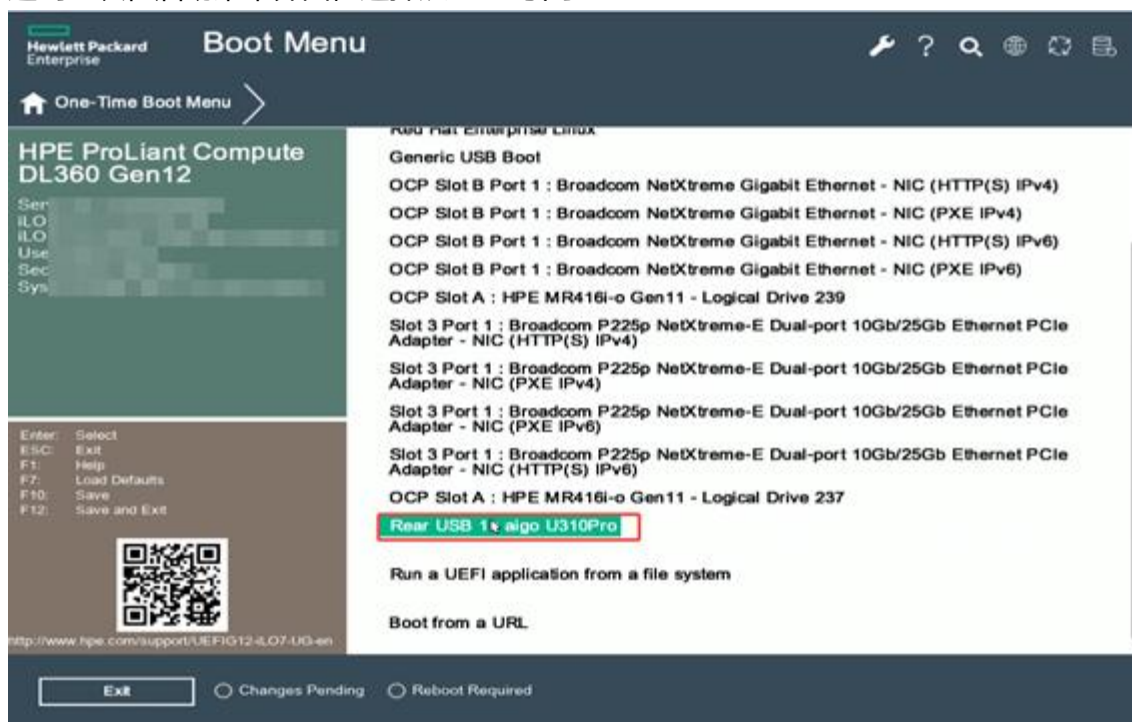 Hewlett Packard
Enterprise
Boot Menu
One-Time Boot Menu
HPE ProLiant Compute
DL360 Gen12
Ser
iLO
iLO
Use
Sec
Sys
Enter: Select
ESC: Exit
F1: Help
F7: Load Defaults
F10: Save
F12: Save and Exit
http://www.hpe.com/support/UEFIG12-iLO7-UG-en
Red Hat Enterprise Linux
Generic USB Boot
OCP Slot B Port 1 : Broadcom NetXtreme Gigabit Ethernet - NIC (HTTP(S) IPv4)
OCP Slot B Port 1 : Broadcom NetXtreme Gigabit Ethernet - NIC (PXE IPv4)
OCP Slot B Port 1 : Broadcom NetXtreme Gigabit Ethernet - NIC (HTTP(S) IPv6)
OCP Slot B Port 1 : Broadcom NetXtreme Gigabit Ethernet - NIC (PXE IPv6)
OCP Slot A : HPE MR416i-o Gen11 - Logical Drive 239
Slot 3 Port 1 : Broadcom P225p NetXtreme-E Dual-port 10Gb/25Gb Ethernet PCIe
Adapter - NIC (HTTP(S) IPv4)
Slot 3 Port 1 : Broadcom P225p NetXtreme-E Dual-port 10Gb/25Gb Ethernet PCIe
Adapter - NIC (PXE IPv4)
Slot 3 Port 1 : Broadcom P225p NetXtreme-E Dual-port 10Gb/25Gb Ethernet PCIe
Adapter - NIC (PXE IPv6)
Slot 3 Port 1 : Broadcom P225p NetXtreme-E Dual-port 10Gb/25Gb Ethernet PCIe
Adapter - NIC (HTTP(S) IPv6)
OCP Slot A : HPE MR416i-o Gen11 - Logical Drive 237
Rear USB 1 aigo U310Pro
Run a UEFI application from a file system
Boot from a URL
Exit
Changes Pending
Reboot Required